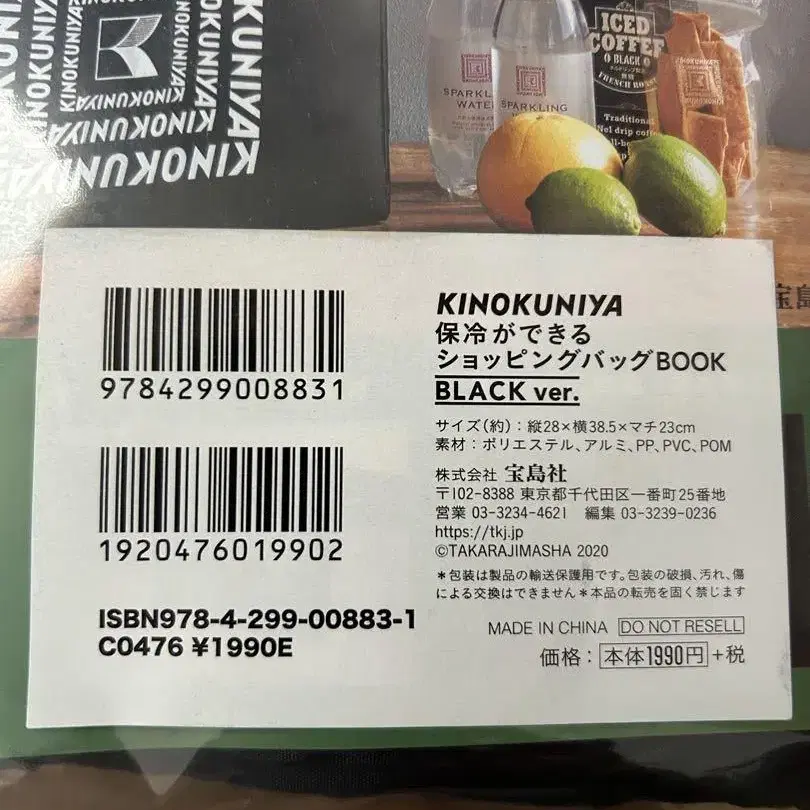 KINOKUNIYA
KINOKUNIYA
KINOKUNIYA
KINOKUNIYA
KINOKUNIYA
KINOKUNIYA
SPARKLING
WATER
SPARKLING
ICED
COFFEE
BLACK
FRENCH ROAST
Traditional
No1 drip coffee
宝島
9784299008831
1920476019902
ISBN978-4-299-00883-1
C0476 ¥1990E
KINOKUNIYA
保冷ができる
ショッピングバッグBOOK
BLACK ver.
サイズ(約):縦28×横38.5×マチ23cm
素材:ポリエステル、アルミ、PP、PVC、POM
株式会社 宝島社
〒102-8388 東京都千代田区一番町25番地
営業 03-3234-4621 編集 03-3239-0236
https://tkj.jp
©TAKARAJIMASHA 2020
*包装は製品の輸送保護用です。包装の破損、汚れ、傷
による交換はできません*本品の転売を固く禁じます
MADE IN CHINA DO NOT RESELL
価格:本体1990円+税